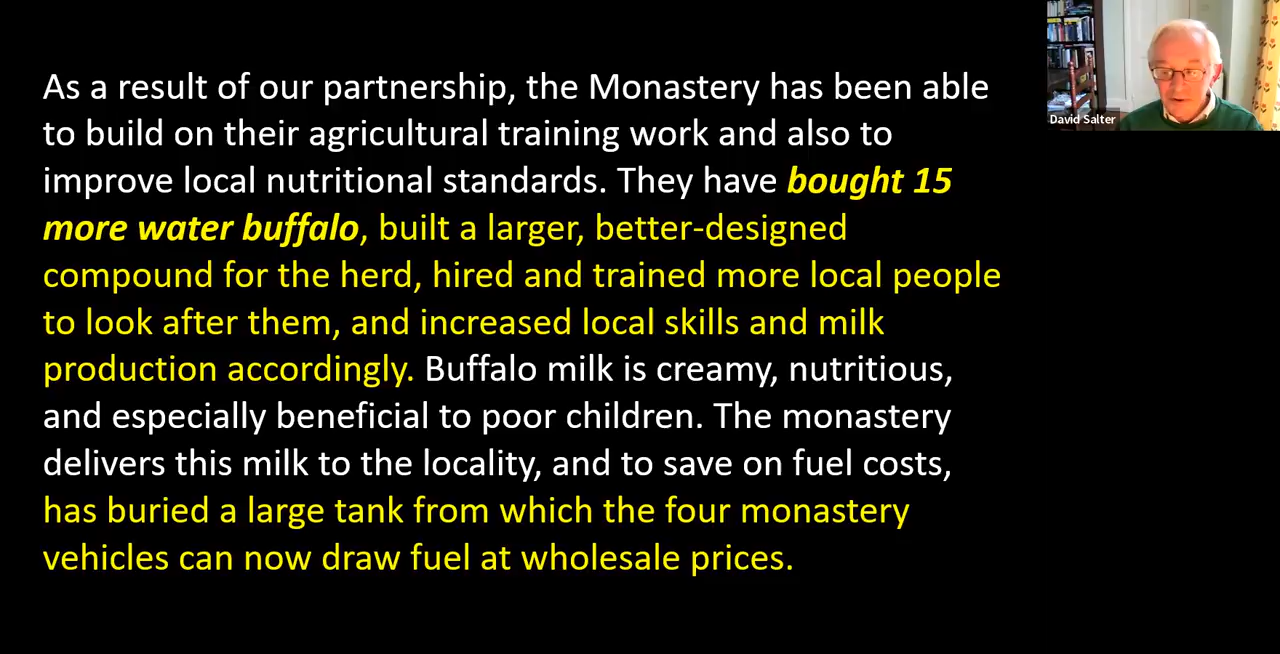 As a result of our partnership, the Monastery has been able
to build on their agricultural training work and also to
improve local nutritional standards. They have bought 15
more water buffalo, built a larger, better-designed
compound for the herd, hired and trained more local people
to look after them, and increased local skills and milk
production accordingly. Buffalo milk is creamy, nutritious,
and especially beneficial to poor children. The monastery
delivers this milk to the locality, and to save on fuel costs,
has buried a large tank from which the four monastery
vehicles can now draw fuel at wholesale prices.
David Salter